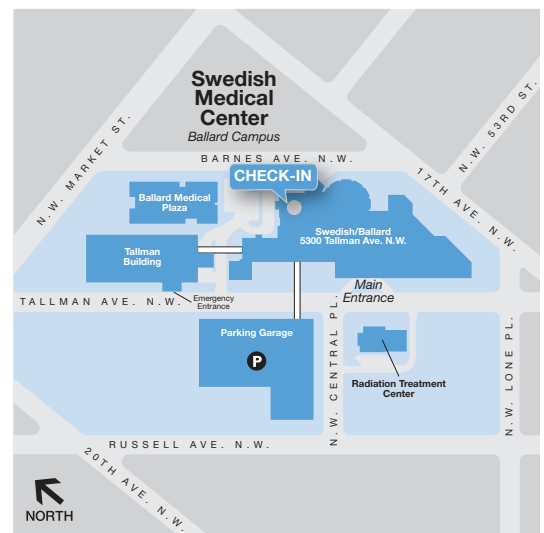 Swedish
Medical
Center
Ballard Campus
N.W. MARKET ST.
N.W. 53RD ST.
BARNES AVE. N.W.
17TH AVE. N.W.
CHECK-IN
Ballard Medical
Plaza
Swedish/Ballard
5300 Tallman Ave. N.W.
Tallman
Building
Main
Entrance
TALLMAN AVE. N.W.
Emergency
Entrance
Parking Garage
P
N.W. CENTRAL PL.
N.W. LONE PL.
Radiation Treatment
Center
RUSSELL AVE. N.W.
20TH AVE. N.W.
NORTH